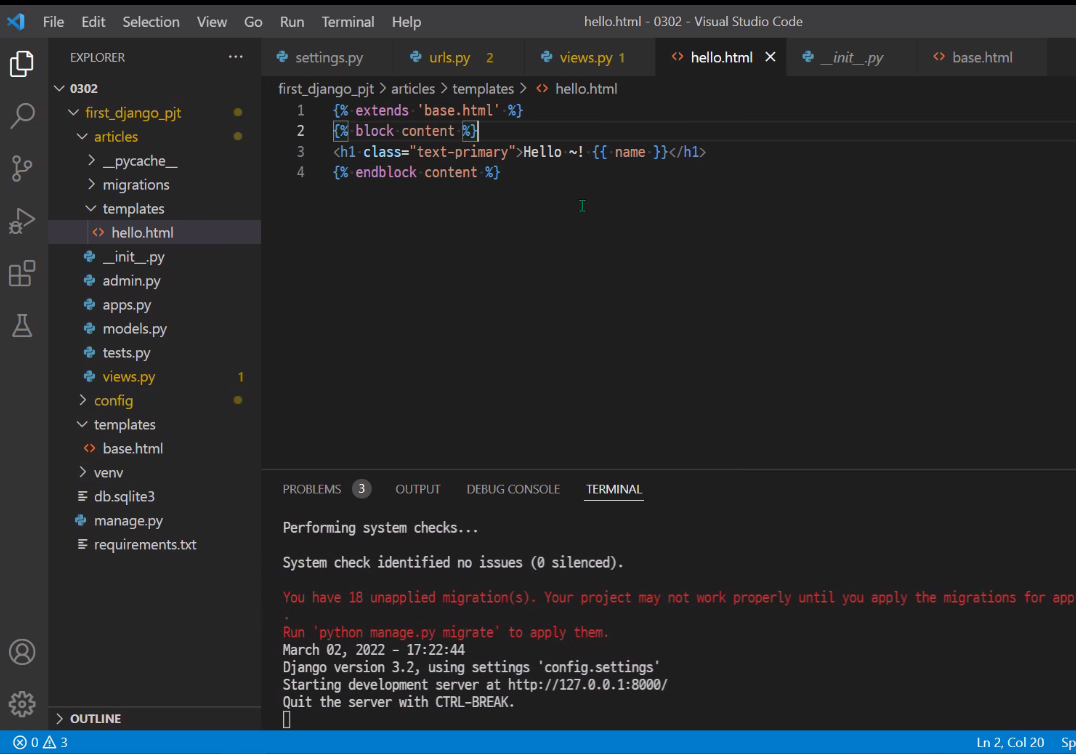 File Edit Selection View Go Run Terminal Help hello.html - 0302 - Visual Studio Code
EXPLORER ···
settings.py urls.py 2 views.py 1 hello.html __init__.py base.html
0302
first_django_pjt > articles > templates > hello.html
first_django_pjt
articles
__pycache__
migrations
templates
hello.html
__init__.py
admin.py
apps.py
models.py
tests.py
views.py 1
config
templates
base.html
venv
db.sqlite3
manage.py
requirements.txt
OUTLINE
1 {% extends 'base.html' %}
2 {% block content %}
3 <h1 class="text-primary">Hello ~! {{ name }}</h1>
4 {% endblock content %}
PROBLEMS 3 OUTPUT DEBUG CONSOLE TERMINAL
Performing system checks...
System check identified no issues (0 silenced).
You have 18 unapplied migration(s). Your project may not work properly until you apply the migrations for app
.
Run 'python manage.py migrate' to apply them.
March 02, 2022 - 17:22:44
Django version 3.2, using settings 'config.settings'
Starting development server at http://127.0.0.1:8000/
Quit the server with CTRL-BREAK.
0 3 Ln 2, Col 20 Sp